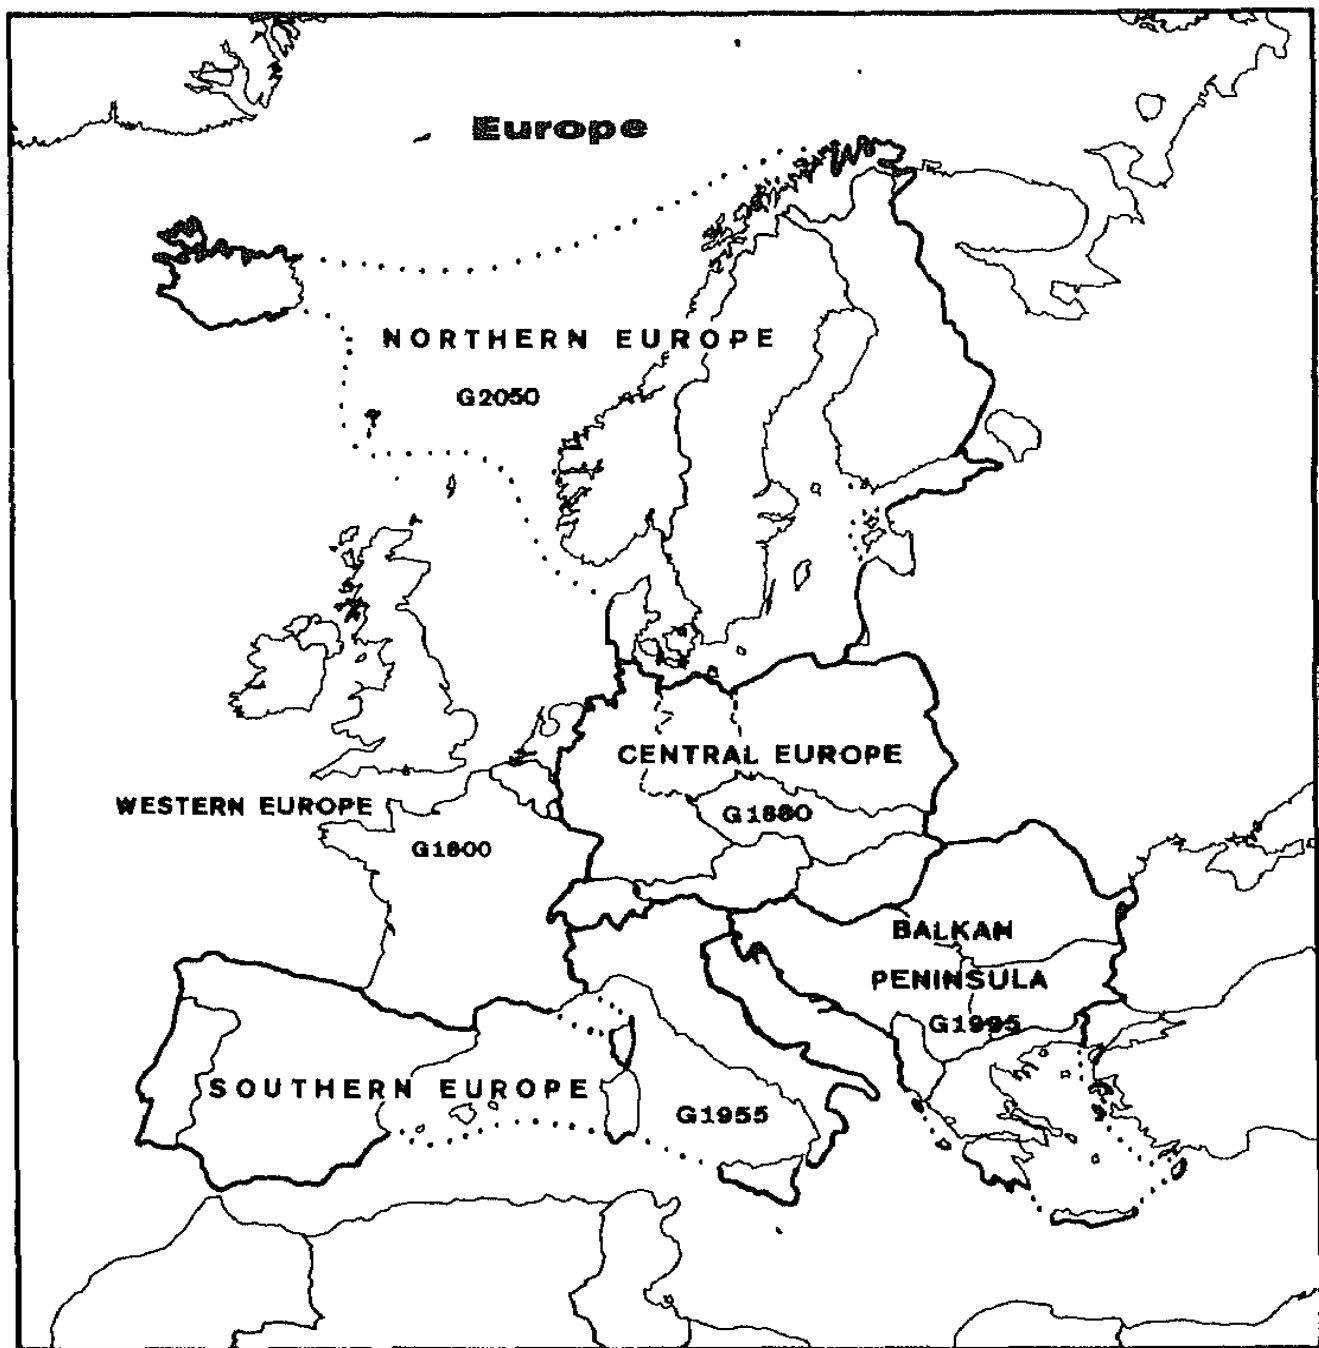 Europe
NORTHERN EUROPE
G2050
CENTRAL EUROPE
WESTERN EUROPE
G1880
G1800
BALKAN
PENINSULA
G1995
SOUTHERN EUROPE
G1955